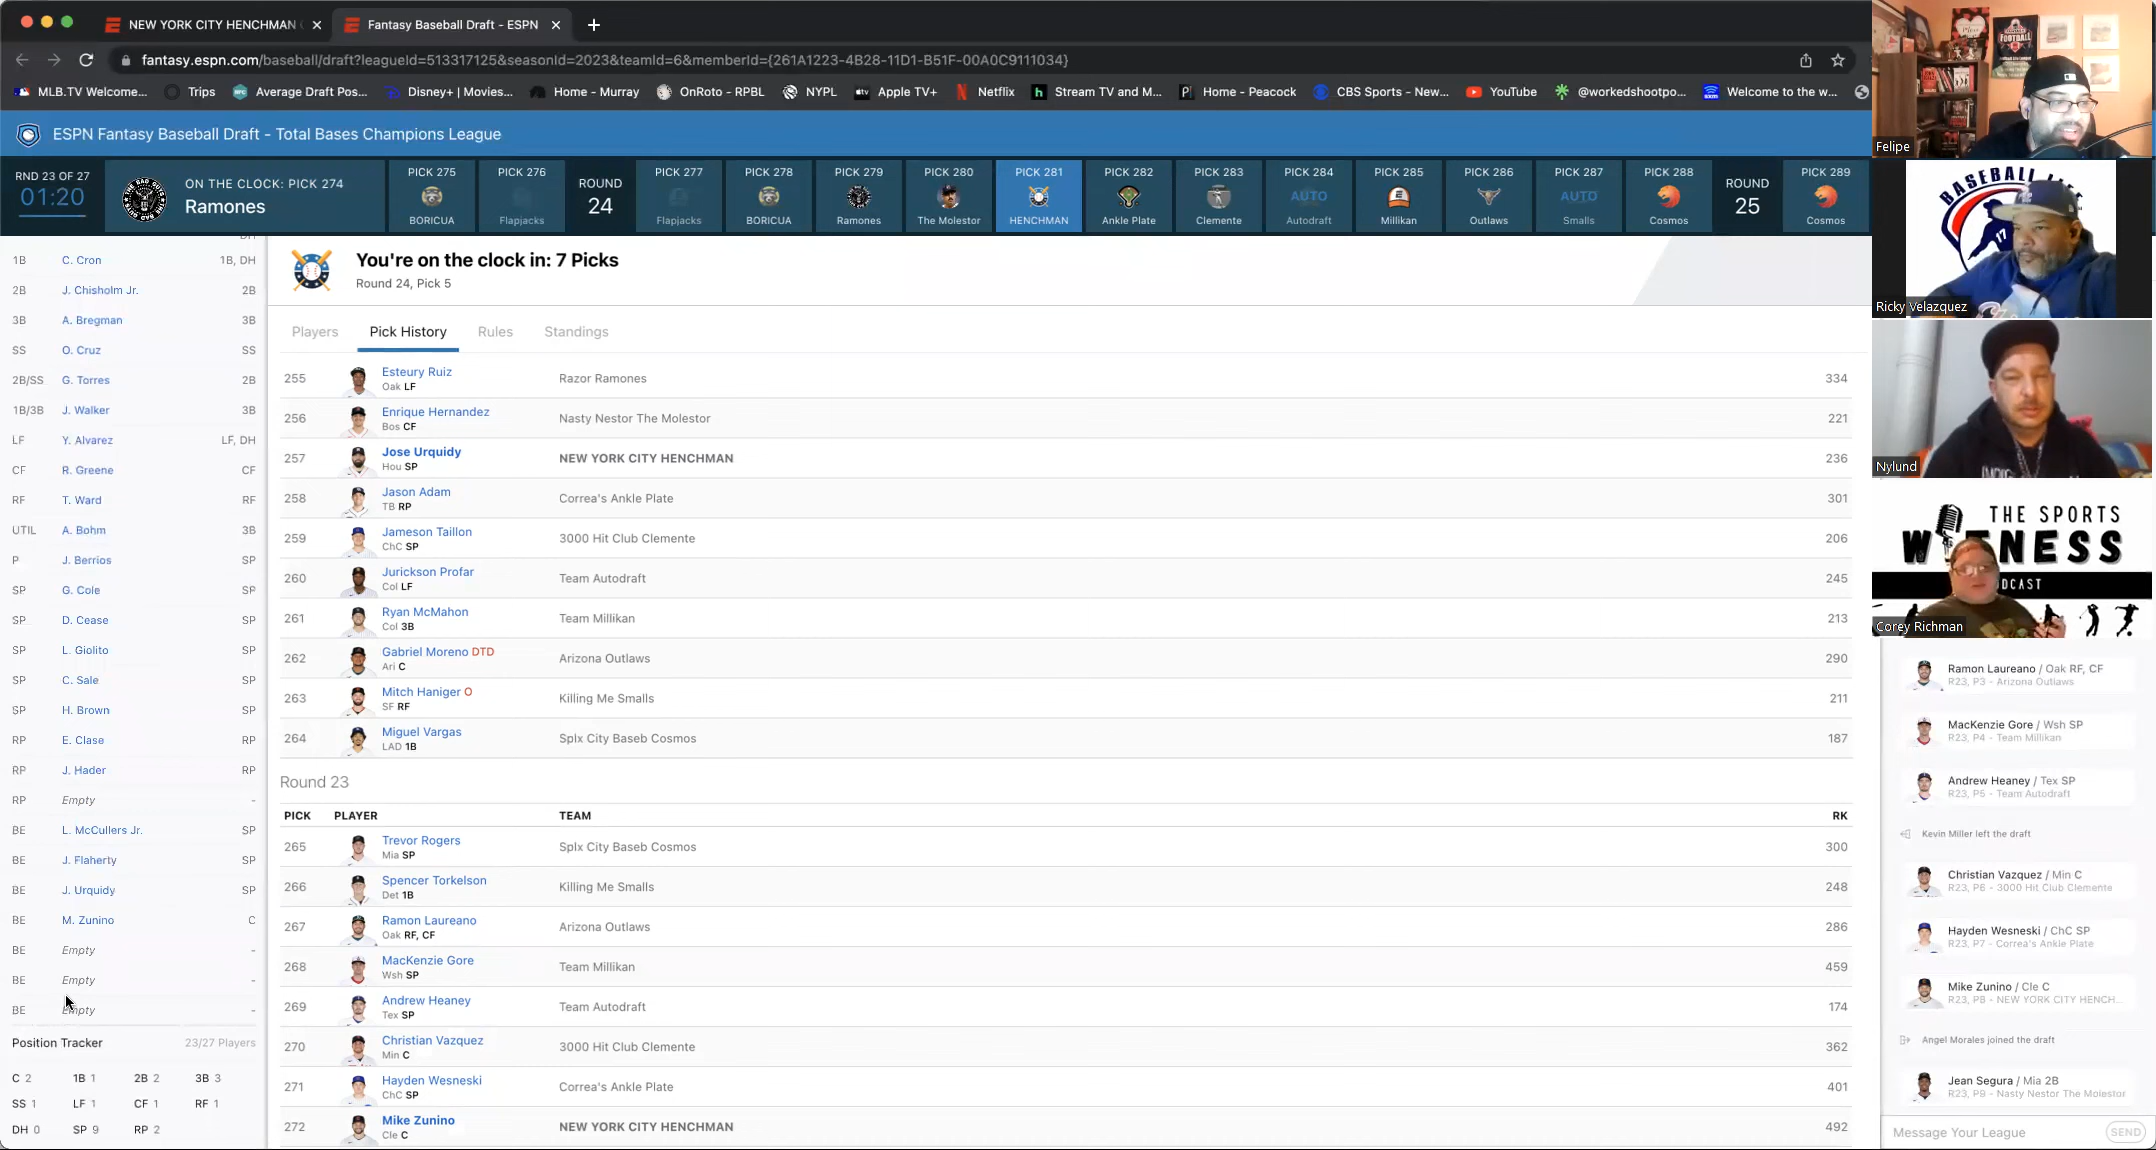 NEW YORK CITY HENCHMAN
Fantasy Baseball Draft - ESPN
fantasy.espn.com/baseball/draft?leagueId=513317125&seasonId=2023&teamId=6&memberId={261A1223-4B28-11D1-B51F-00A0C9111034}
MLB.TV Welcome... Trips Average Draft Pos... Disney+ | Movies... Home - Murray OnRoto - RPBL NYPL Apple TV+ Netflix Stream TV and M... Home - Peacock CBS Sports - New... YouTube @workedshootpo... Welcome to the w...
ESPN Fantasy Baseball Draft - Total Bases Champions League
RND 23 OF 27
01:20
ON THE CLOCK: PICK 274
Ramones
PICK 275 BORICUA
PICK 276 Flapjacks
ROUND 24
PICK 277 Flapjacks
PICK 278 BORICUA
PICK 279 Ramones
PICK 280 The Molestor
PICK 281 HENCHMAN
PICK 282 Ankle Plate
PICK 283 Clemente
PICK 284 AUTO Autodraft
PICK 285 Millikan
PICK 286 Outlaws
PICK 287 AUTO Smalls
PICK 288 Cosmos
ROUND 25
PICK 289 Cosmos
1B C. Cron 1B, DH
2B J. Chisholm Jr. 2B
3B A. Bregman 3B
SS O. Cruz SS
2B/SS G. Torres 2B
1B/3B J. Walker 3B
LF Y. Alvarez LF, DH
CF R. Greene CF
RF T. Ward RF
UTIL A. Bohm 3B
P J. Berrios SP
SP G. Cole SP
SP D. Cease SP
SP L. Giolito SP
SP C. Sale SP
SP H. Brown SP
RP E. Clase RP
RP J. Hader RP
RP Empty -
BE L. McCullers Jr. SP
BE J. Flaherty SP
BE J. Urquidy SP
BE M. Zunino C
BE Empty -
BE Empty -
BE Empty -
Position Tracker 23/27 Players
C 2 1B 1 2B 2 3B 3
SS 1 LF 1 CF 1 RF 1
DH 0 SP 9 RP 2
You're on the clock in: 7 Picks
Round 24, Pick 5
Players Pick History Rules Standings
255 Esteury Ruiz Razor Ramones 334
Oak LF
256 Enrique Hernandez Nasty Nestor The Molestor 221
Bos CF
257 Jose Urquidy NEW YORK CITY HENCHMAN 236
Hou SP
258 Jason Adam Correa's Ankle Plate 301
TB RP
259 Jameson Taillon 3000 Hit Club Clemente 206
ChC SP
260 Jurickson Profar Team Autodraft 245
Col LF
261 Ryan McMahon Team Millikan 213
Col 3B
262 Gabriel Moreno DTD Arizona Outlaws 290
Ari C
263 Mitch Haniger O Killing Me Smalls 211
SF RF
264 Miguel Vargas Splx City Baseb Cosmos 187
LAD 1B
Round 23
PICK PLAYER TEAM RK
265 Trevor Rogers Splx City Baseb Cosmos 300
Mia SP
266 Spencer Torkelson Killing Me Smalls 248
Det 1B
267 Ramon Laureano Arizona Outlaws 286
Oak RF, CF
268 MacKenzie Gore Team Millikan 459
Wsh SP
269 Andrew Heaney Team Autodraft 174
Tex SP
270 Christian Vazquez 3000 Hit Club Clemente 362
Min C
271 Hayden Wesneski Correa's Ankle Plate 401
ChC SP
272 Mike Zunino NEW YORK CITY HENCHMAN 492
Cle C
Felipe
BASEBALL
17
Ricky Velazquez
Nylund
THE SPORTS
Corey Richman
Ramon Laureano / Oak RF, CF
R23, P3 - Arizona Outlaws
MacKenzie Gore / Wsh SP
R23, P4 - Team Millikan
Andrew Heaney / Tex SP
R23, P5 - Team Autodraft
Kevin Miller left the draft
Christian Vazquez / Min C
R23, P6 - 3000 Hit Club Clemente
Hayden Wesneski / ChC SP
R23, P7 - Correa's Ankle Plate
Mike Zunino / Cle C
R23, P8 - NEW YORK CITY HENCH...
Angel Morales joined the draft
Jean Segura / Mia 2B
R23, P9 - Nasty Nestor The Molestor
Message Your League SEND